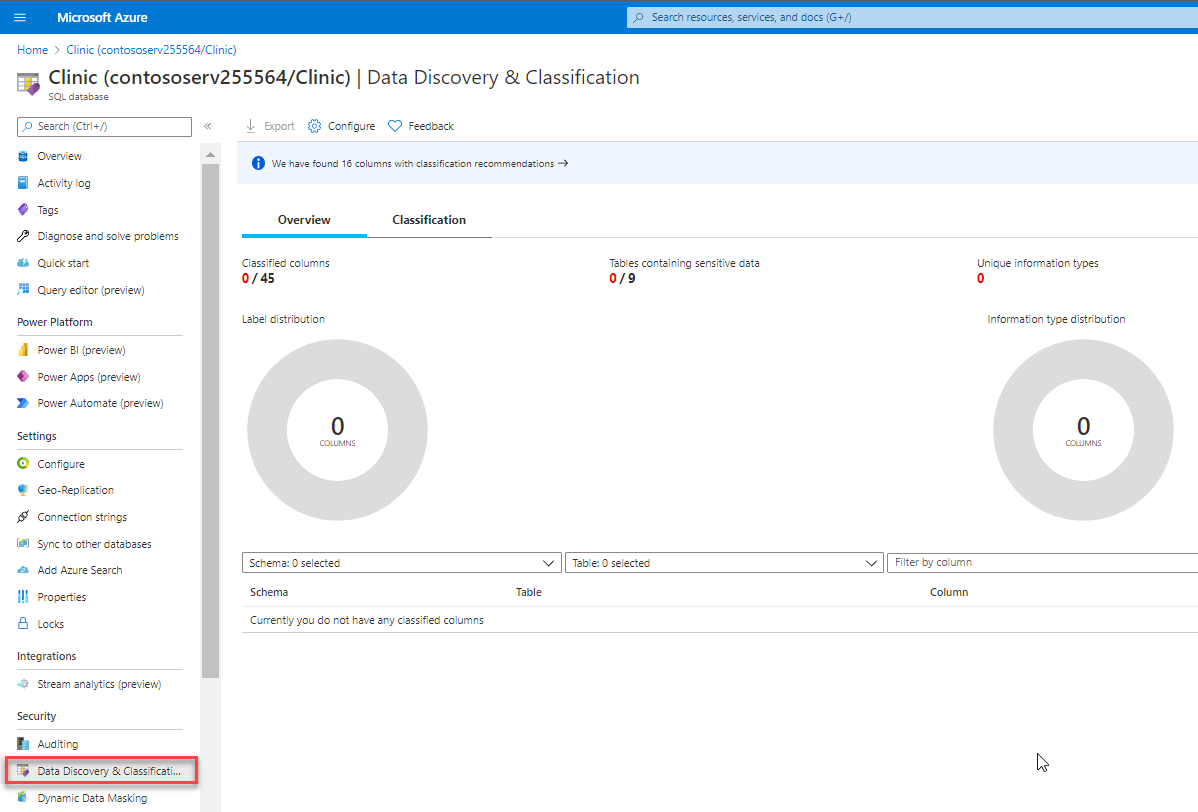 Microsoft Azure
Search resources, services, and docs (G+/)
Home > Clinic (contososerv255564/Clinic)
Clinic (contososerv255564/Clinic) | Data Discovery & Classification
SQL database
Search (Ctrl+/)
«
Export
Configure
Feedback
We have found 16 columns with classification recommendations →
Overview
Activity log
Tags
Diagnose and solve problems
Quick start
Query editor (preview)
Power Platform
Power BI (preview)
Power Apps (preview)
Power Automate (preview)
Settings
Configure
Geo-Replication
Connection strings
Sync to other databases
Add Azure Search
Properties
Locks
Integrations
Stream analytics (preview)
Security
Auditing
Data Discovery & Classificati...
Dynamic Data Masking
Overview
Classification
Classified columns
0 / 45
Tables containing sensitive data
0 / 9
Unique information types
0
Label distribution
0
COLUMNS
Information type distribution
0
COLUMNS
Schema: 0 selected
Table: 0 selected
Filter by column
Schema
Table
Column
Currently you do not have any classified columns